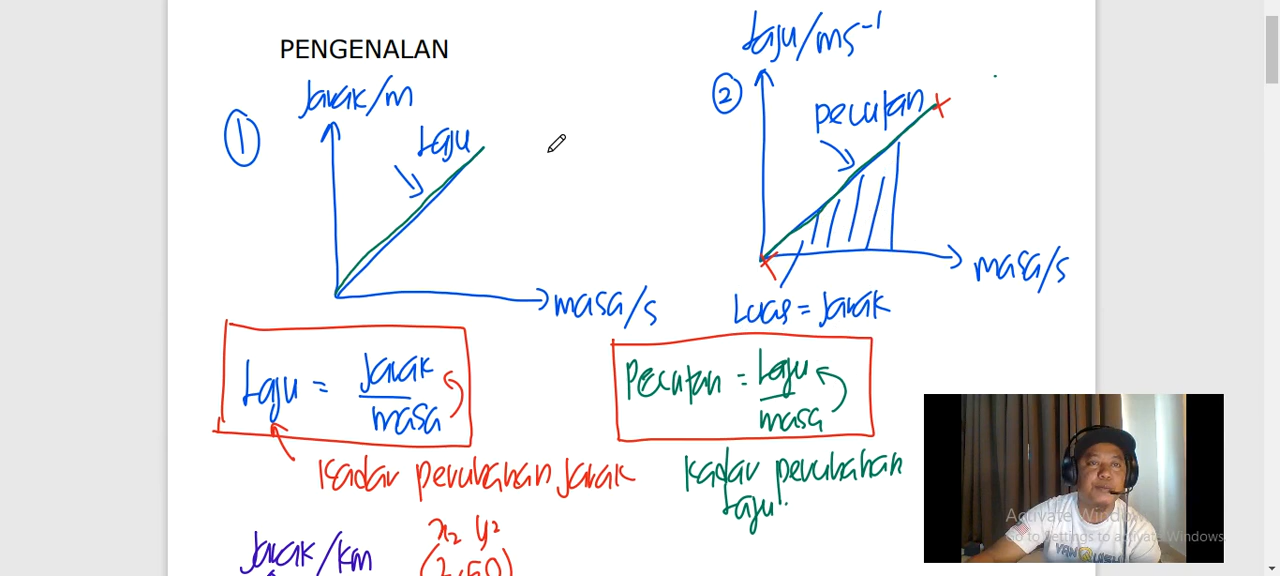 PENGENALAN
①
Jarak/m
Laju
masa/s
②
Laju/ms⁻¹
pecutan
masa/s
Luas = Jarak
Laju = Jarak
masa
Pecutan = Laju
masa
Kadar perubahan Jarak
Kadar perubahan
Laju
Jarak/km
x₂ y²
(2,50)
Activate Windows
Go to Settings to activate Windows